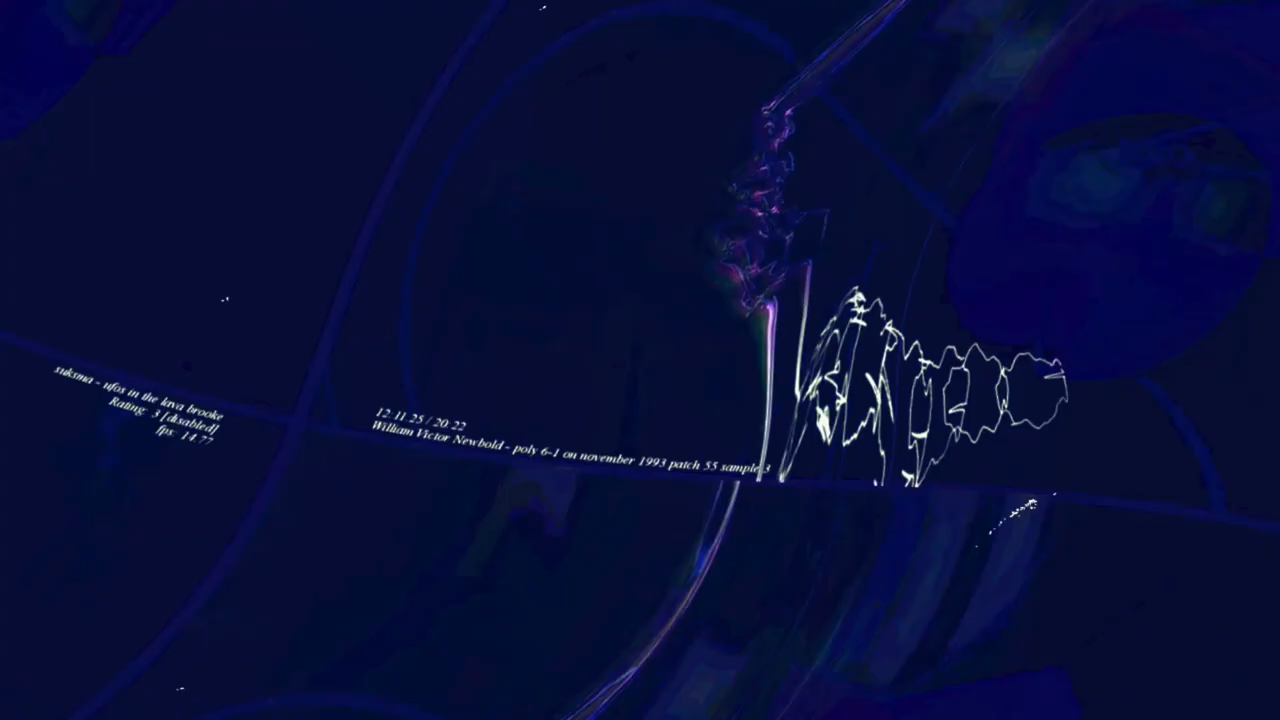 suksma - ufos in the lava brooke
Rating: 3 [disabled]
fps: 14.77
12:11:25 / 20:22
William Victor Newbold - poly 6-1 on november 1993 patch 55 sample 3